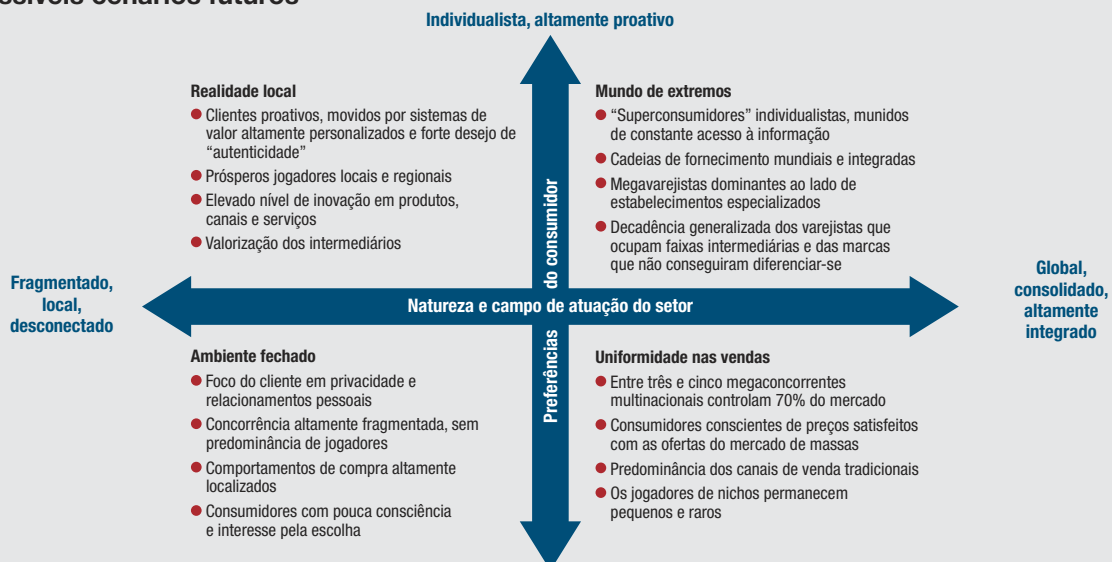 ssíveis cenários futuros
Individualista, altamente proativo
Realidade local
● Clientes proativos, movidos por sistemas de
valor altamente personalizados e forte desejo de
“autenticidade”
● Prósperos jogadores locais e regionais
● Elevado nível de inovação em produtos,
canais e serviços
● Valorização dos intermediários
Mundo de extremos
● “Superconsumidores” individualistas, munidos
de constante acesso à informação
● Cadeias de fornecimento mundiais e integradas
● Megavarejistas dominantes ao lado de
estabelecimentos especializados
● Decadência generalizada dos varejistas que
ocupam faixas intermediárias e das marcas
que não conseguiram diferenciar-se
Fragmentado,
local,
desconectado
Natureza e campo de atuação do setor
Preferências do consumidor
Global,
consolidado,
altamente
integrado
Ambiente fechado
● Foco do cliente em privacidade e
relacionamentos pessoais
● Concorrência altamente fragmentada, sem
predominância de jogadores
● Comportamentos de compra altamente
localizados
● Consumidores com pouca consciência
e interesse pela escolha
Uniformidade nas vendas
● Entre três e cinco megaconcorrentes
multinacionais controlam 70% do mercado
● Consumidores conscientes de preços satisfeitos
com as ofertas do mercado de massas
● Predominância dos canais de venda tradicionais
● Os jogadores de nichos permanecem
pequenos e raros